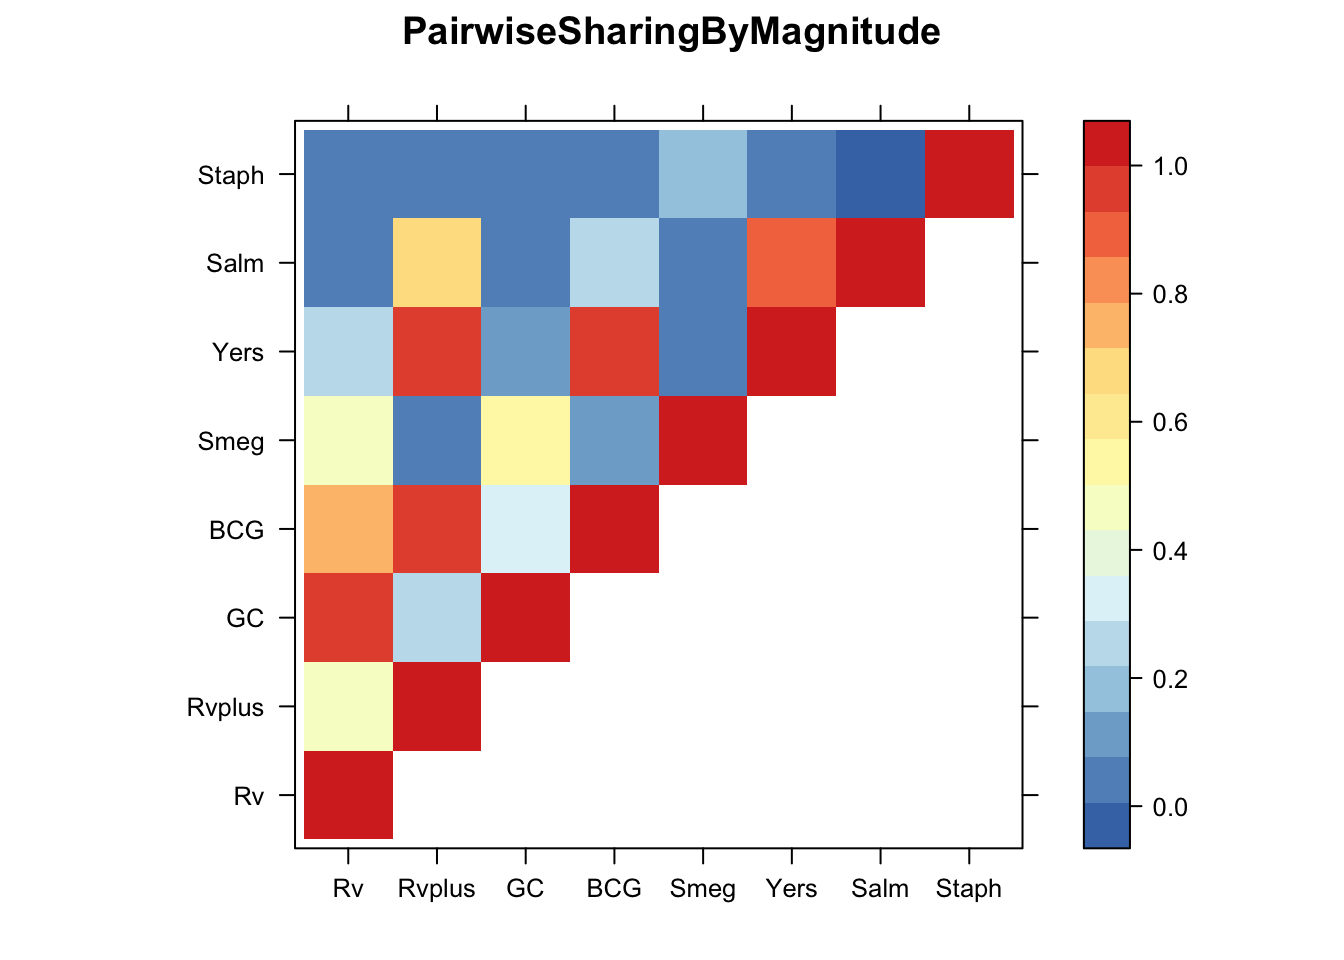 PairwiseSharingByMagnitude
Staph
Salm
Yers
Smeg
BCG
GC
Rvplus
Rv
Rv Rvplus GC BCG Smeg Yers Salm Staph
1.0
0.8
0.6
0.4
0.2
0.0